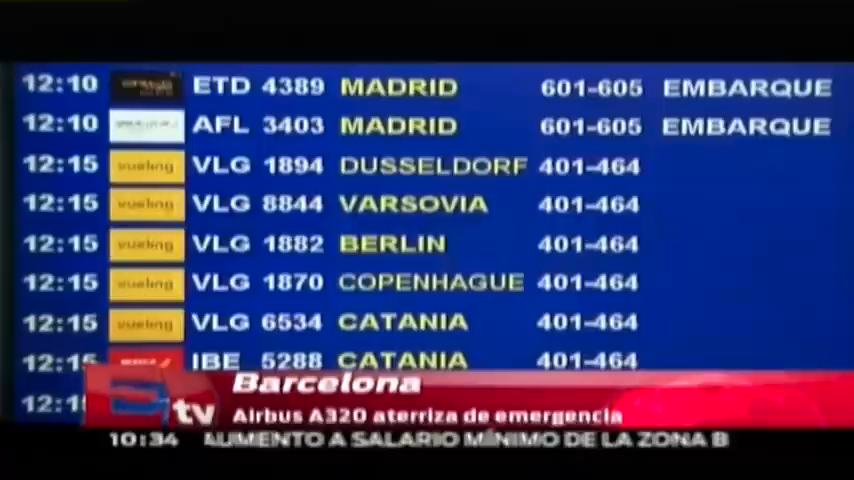 12:10 ETD 4389 MADRID 601-605 EMBARQUE
12:10 AFL 3403 MADRID 601-605 EMBARQUE
12:15 vueling VLG 1894 DUSSELDORF 401-464
12:15 vueling VLG 8844 VARSOVIA 401-464
12:15 vueling VLG 1882 BERLIN 401-464
12:15 vueling VLG 1870 COPENHAGUE 401-464
12:15 vueling VLG 6534 CATANIA 401-464
12:15 IBE 5288 CATANIA 401-464
Barcelona
tv Airbus A320 aterriza de emergencia
10:34 AUMENTO A SALARIO MÍNIMO DE LA ZONA B